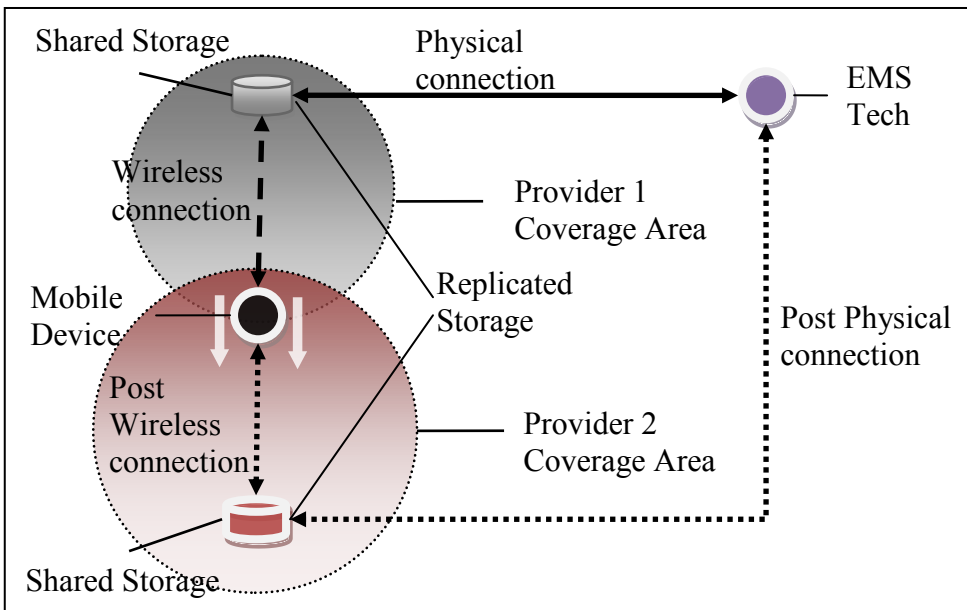 Shared Storage
Physical
connection
EMS
Tech
Wireless
connection
Provider 1
Coverage Area
Mobile
Device
Replicated
Storage
Post Physical
connection
Post
Wireless
connection
Provider 2
Coverage Area
Shared Storage